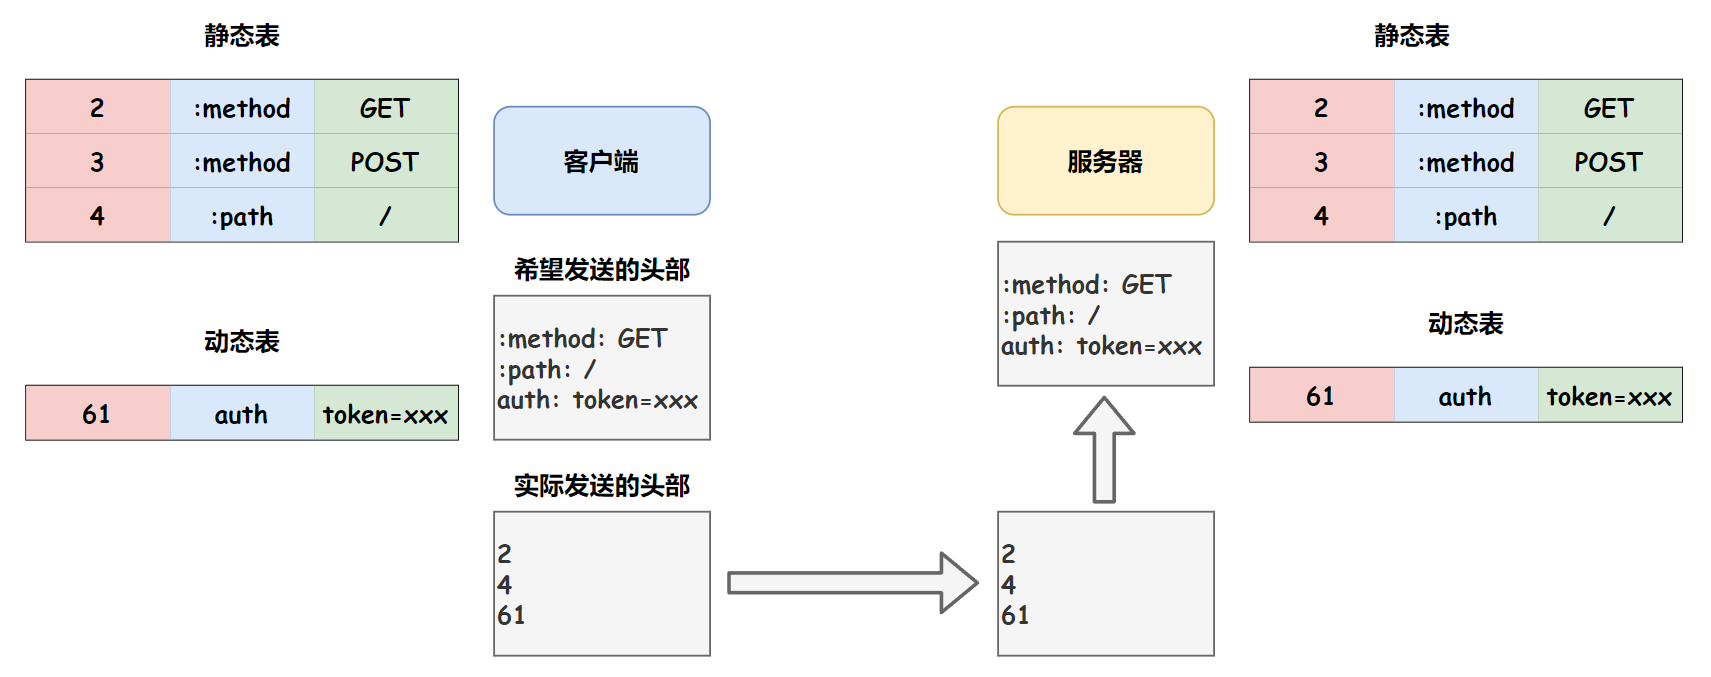 静态表
2 :method GET
3 :method POST
4 :path /
动态表
61 auth token=xxx
客户端
希望发送的头部
:method: GET
:path: /
auth: token=xxx
实际发送的头部
2
4
61
服务器
:method: GET
:path: /
auth: token=xxx
2
4
61
静态表
2 :method GET
3 :method POST
4 :path /
动态表
61 auth token=xxx